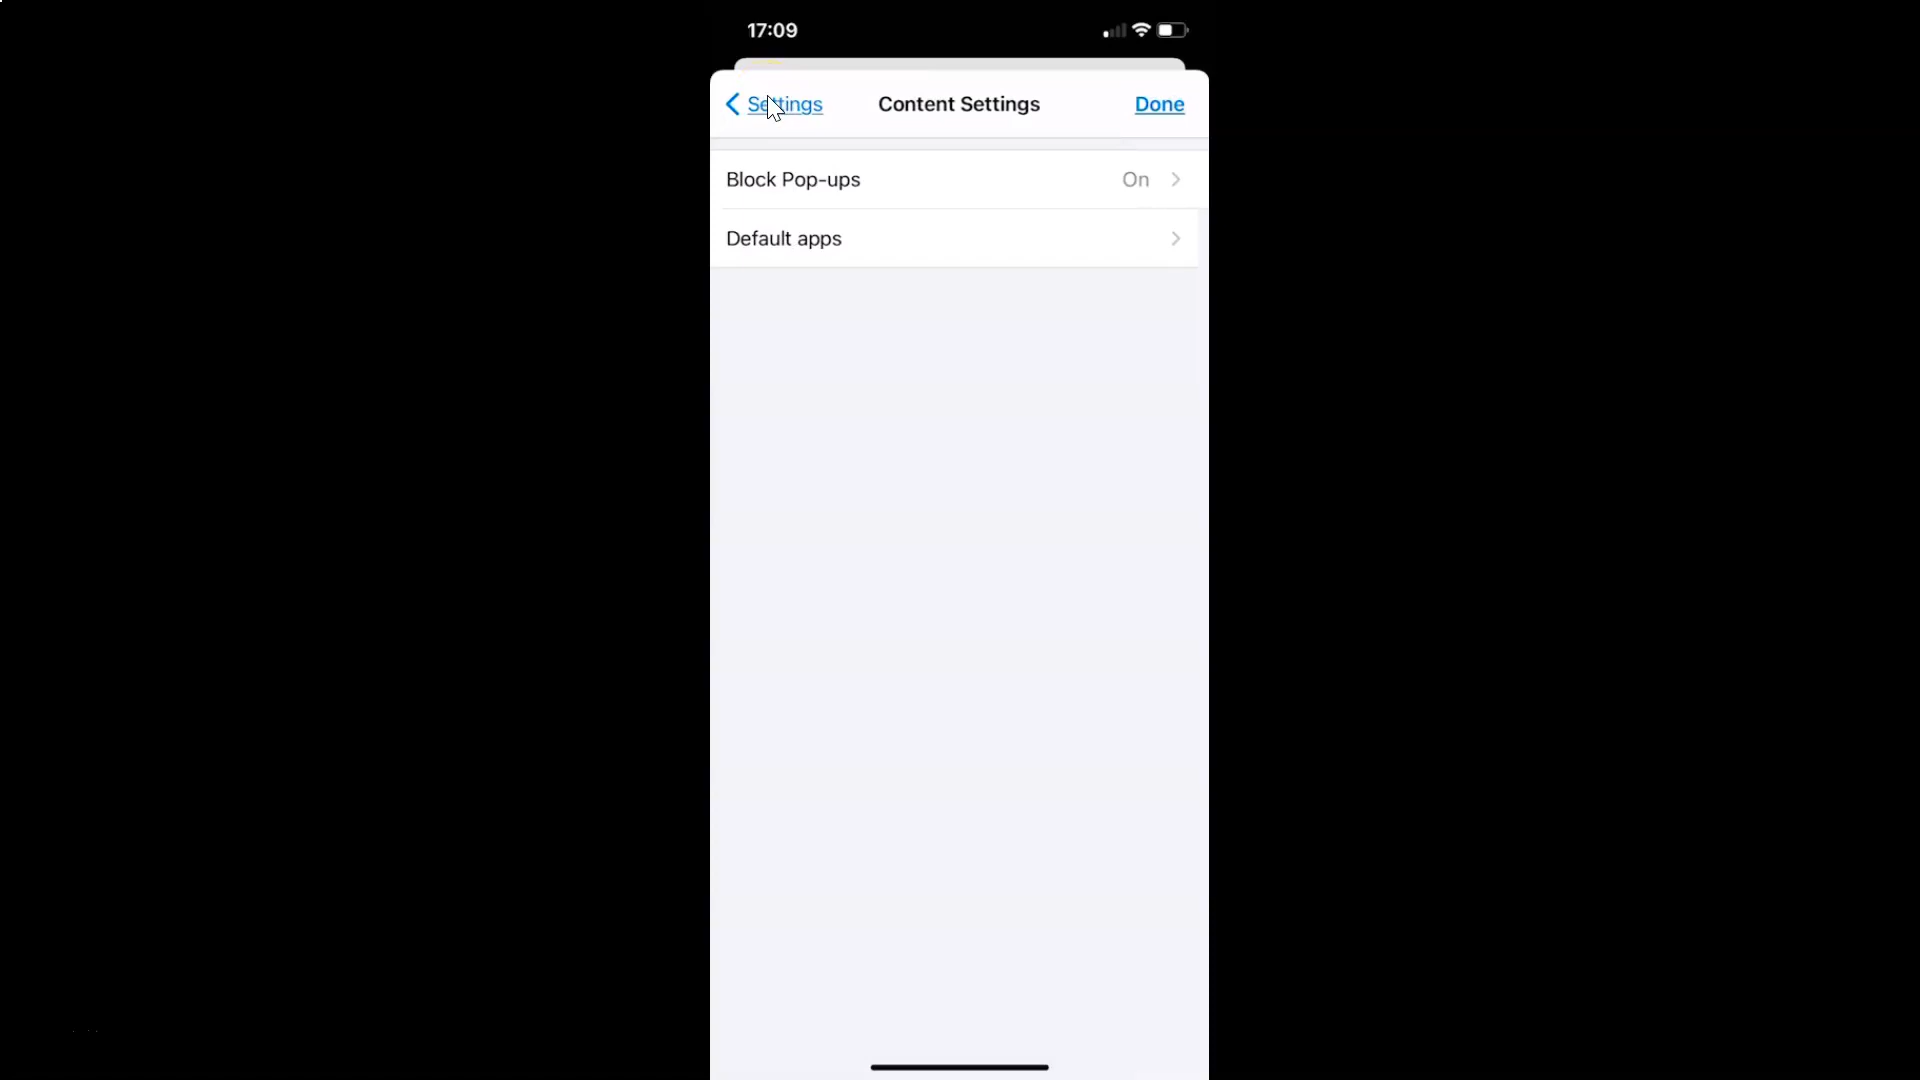 17:09
Settings
Content Settings
Done
Block Pop-ups
On
Default apps